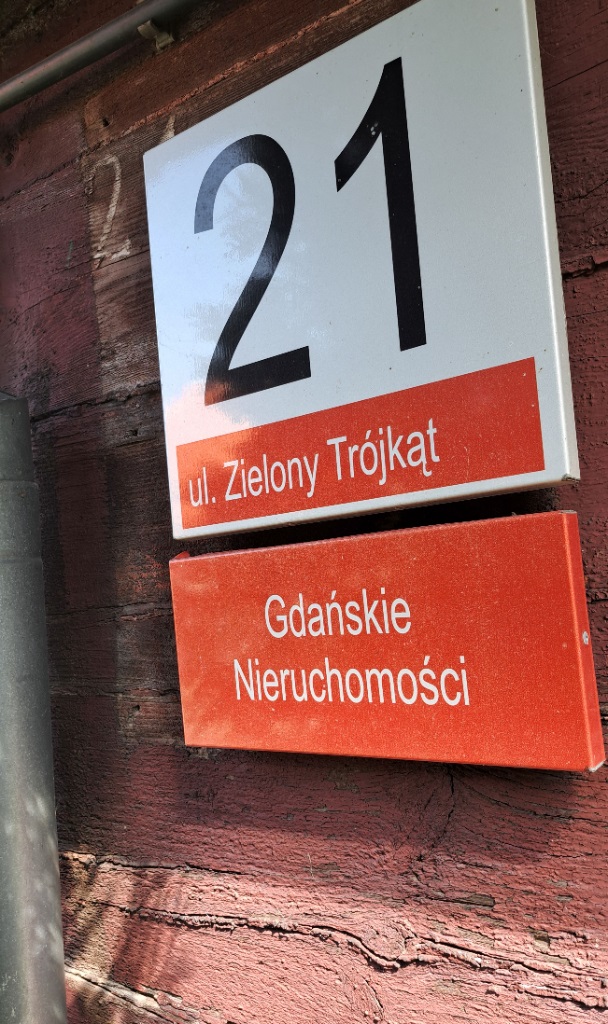 21
ul. Zielony Trójkąt
Gdańskie
Nieruchomości